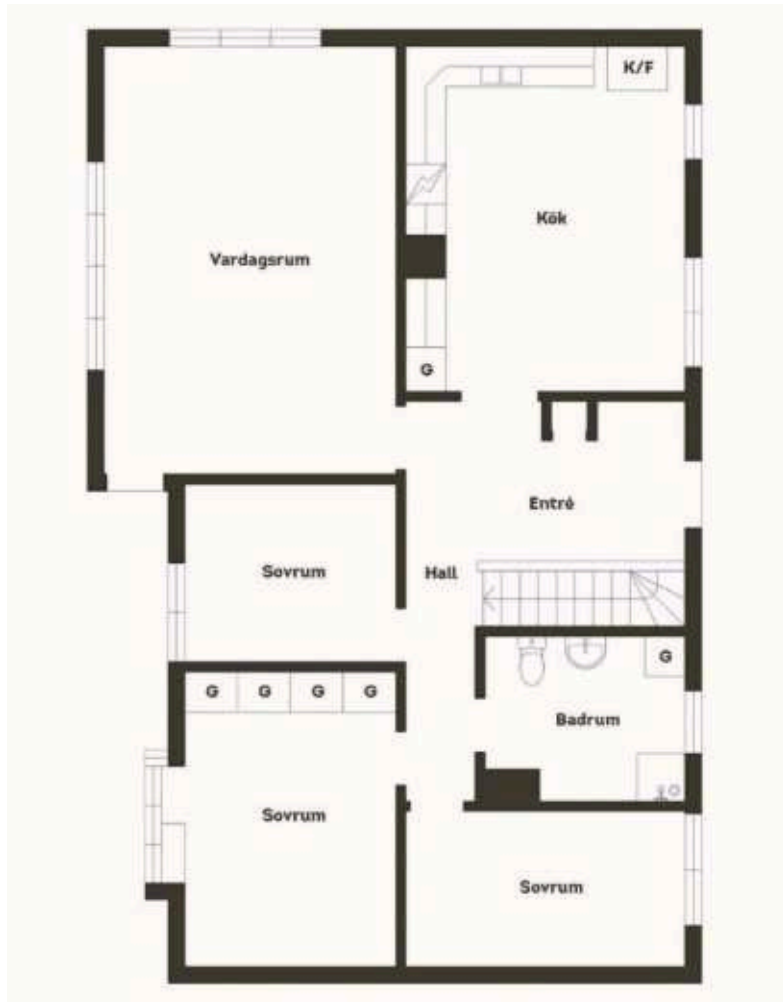 K/F
Kök
Vardagsrum
G
Entré
Sovrum
Hall
G
G G G G
Badrum
Sovrum
Sovrum